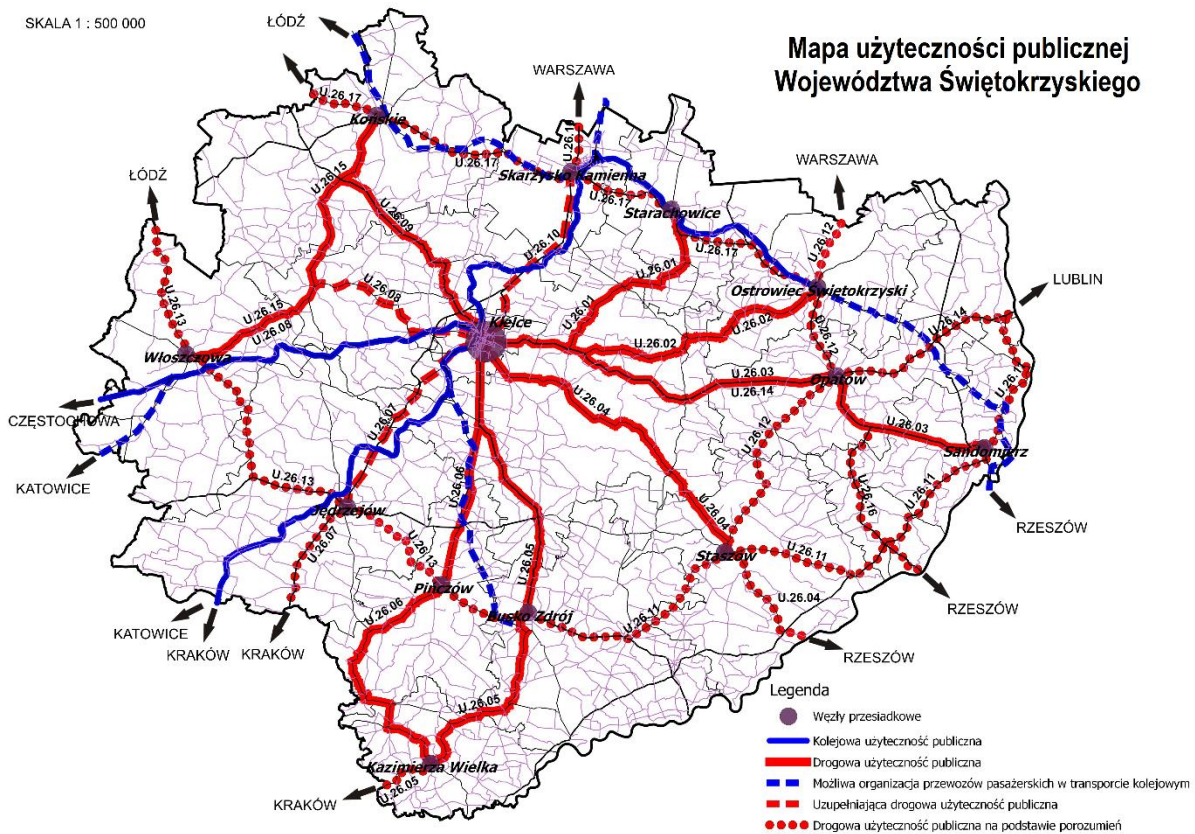 SKALA 1 : 500 000
Mapa użyteczności publicznej
Województwa Świętokrzyskiego
ŁÓDŹ
WARSZAWA
U.26.17
Końskie
U.26.17
U.26.10
Skarżysko Kamienna
U.26.17
Starachowice
U.26.17
WARSZAWA
U.26.12
ŁÓDŹ
U.26.15
U.26.09
U.26.10
U.26.01
U.26.01
Ostrowiec Świętokrzyski
LUBLIN
U.26.13
U.26.08
U.26.15
U.26.08
Kielce
U.26.02
U.26.02
U.26.12
U.26.14
Włoszczowa
U.26.03
U.26.14
Opatów
CZĘSTOCHOWA
KATOWICE
U.26.07
U.26.04
U.26.12
U.26.03
Sandomierz
U.26.13
U.26.06
U.26.16
U.26.11
RZESZÓW
Jędrzejów
U.26.07
U.26.13
U.26.05
U.26.04
Staszów
U.26.11
Pińczów
U.26.06
Busko Zdrój
U.26.11
U.26.04
RZESZÓW
KATOWICE
KRAKÓW
KRAKÓW
RZESZÓW
U.26.05
Kazimierza Wielka
U.26.05
KRAKÓW
Legenda
Węzły przesiadkowe
Kolejowa użyteczność publiczna
Drogowa użyteczność publiczna
Możliwa organizacja przewozów pasażerskich w transporcie kolejowym
Uzupełniająca drogowa użyteczność publiczna
Drogowa użyteczność publiczna na podstawie porozumień